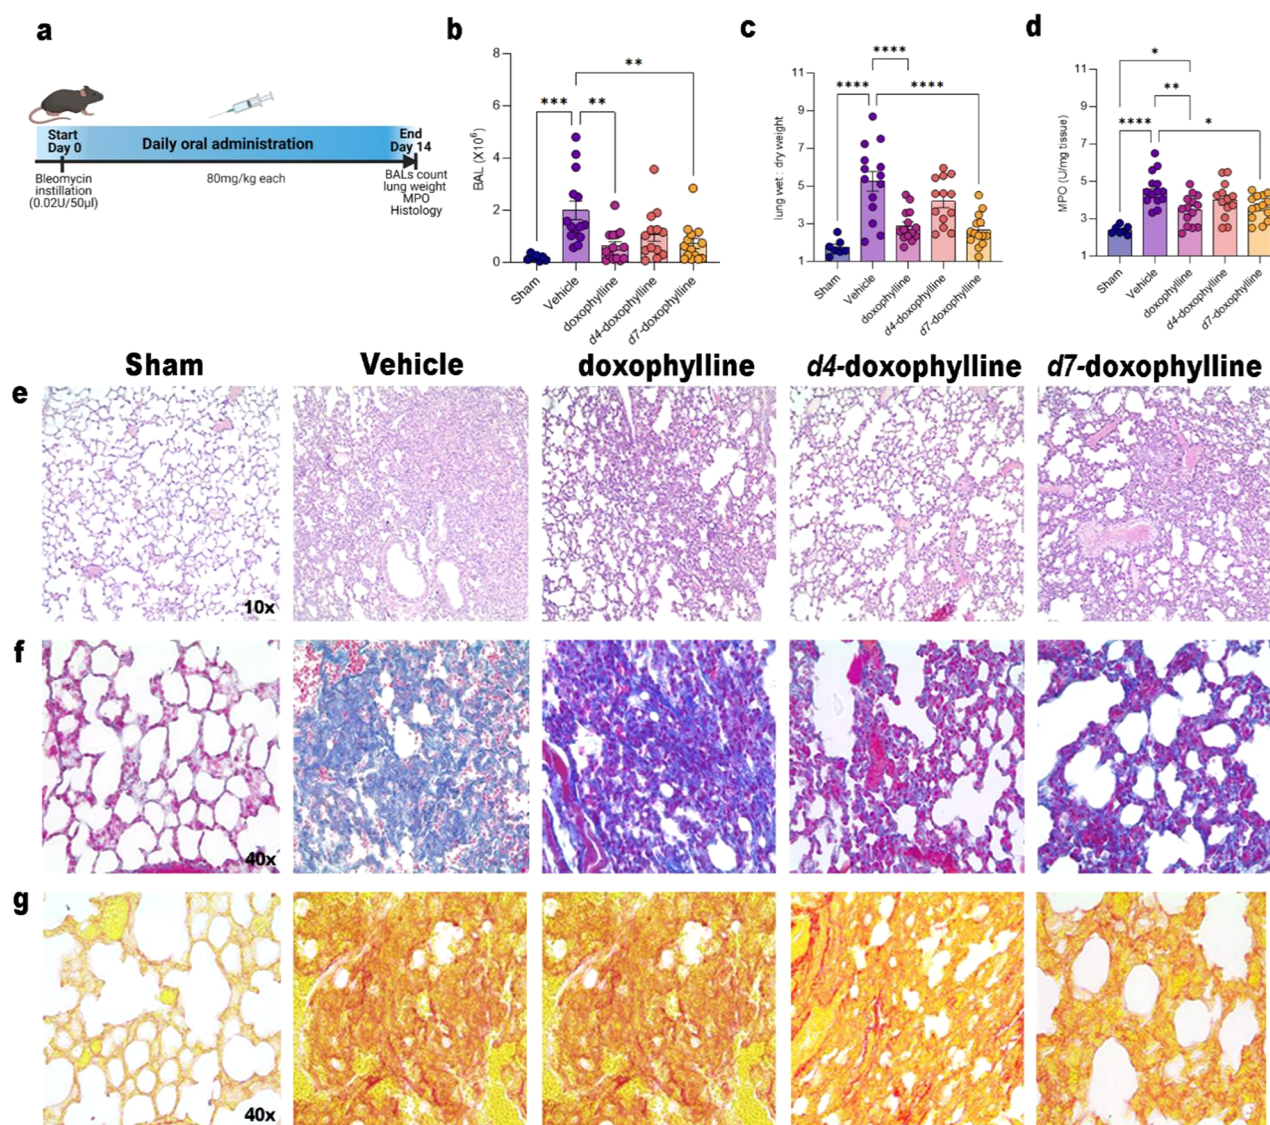 a
Start
Day 0
Daily oral administration
End
Day 14
Bleomycin
instillation
(0.02U/50µl)
80mg/kg each
BALs count
lung weight
MPO
Histology
b
BAL (X10⁶)
8
6
4
2
0
***
**
**
Sham
Vehicle
doxophylline
d4-doxophylline
d7-doxophylline
c
lung wet : dry weight
11
9
7
5
3
1
****
****
****
Sham
Vehicle
doxophylline
d4-doxophylline
d7-doxophylline
d
MPO (U/mg tissue)
11
9
7
5
3
1
*
**
****
*
Sham
Vehicle
doxophylline
d4-doxophylline
d7-doxophylline
Sham Vehicle doxophylline d4-doxophylline d7-doxophylline
e
10x
f
40x
g
40x